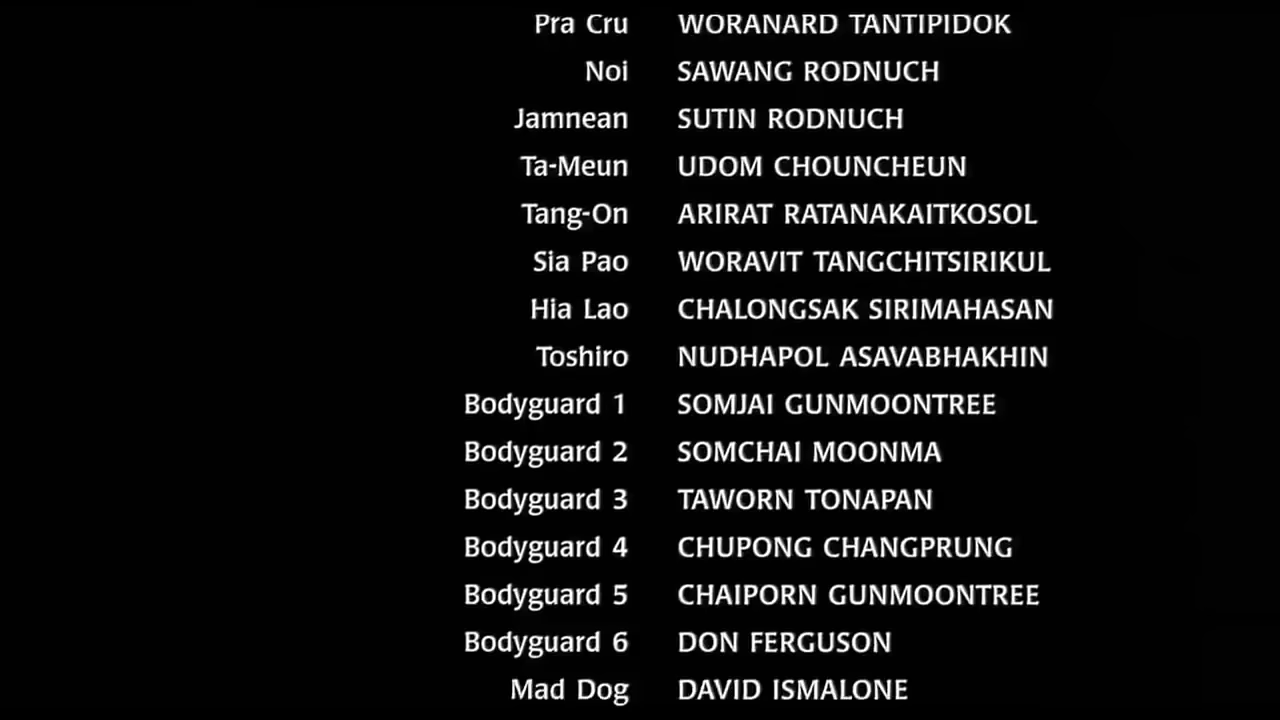 Pra Cru WORANARD TANTIPIDOK
Noi SAWANG RODNUCH
Jamnean SUTIN RODNUCH
Ta-Meun UDOM CHOUNCHEUN
Tang-On ARIRAT RATANAKAITKOSOL
Sia Pao WORAVIT TANGCHITSIRIKUL
Hia Lao CHALONGSAK SIRIMAHASAN
Toshiro NUDHAPOL ASAVABHAKHIN
Bodyguard 1 SOMJAI GUNMOONTREE
Bodyguard 2 SOMCHAI MOONMA
Bodyguard 3 TAWORN TONAPAN
Bodyguard 4 CHUPONG CHANGPRUNG
Bodyguard 5 CHAIPORN GUNMOONTREE
Bodyguard 6 DON FERGUSON
Mad Dog DAVID ISMALONE